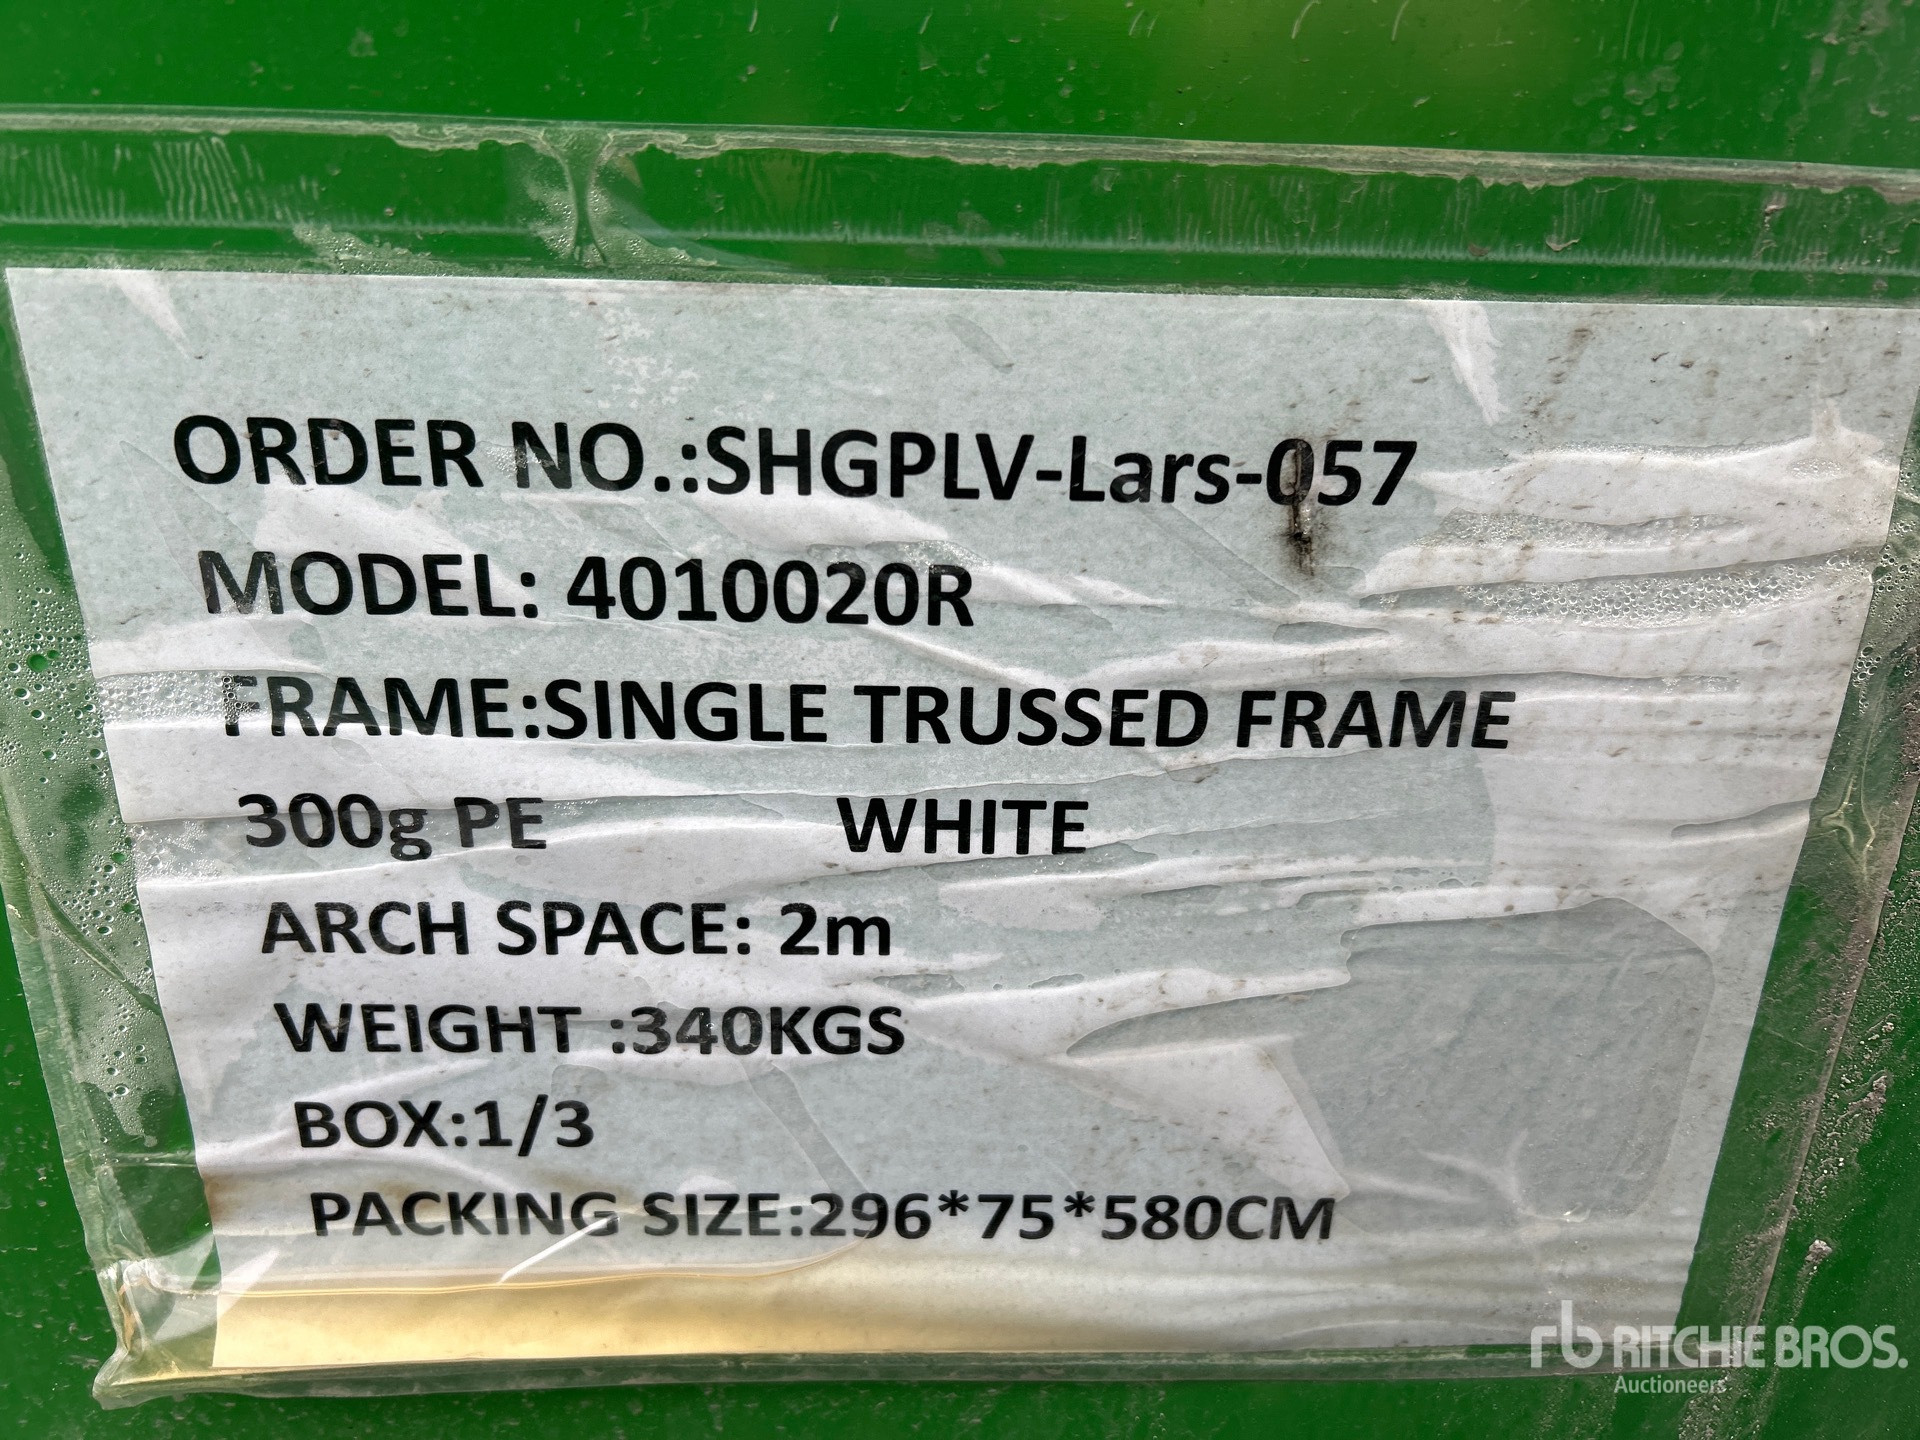 ORDER NO.:SHGPLV-Lars-057
MODEL: 4010020R
FRAME:SINGLE TRUSSED FRAME
300g PE WHITE
ARCH SPACE: 2m
WEIGHT :340KGS
BOX:1/3
PACKING SIZE:296*75*580CM
rb RITCHIE BROS.
Auctioneers